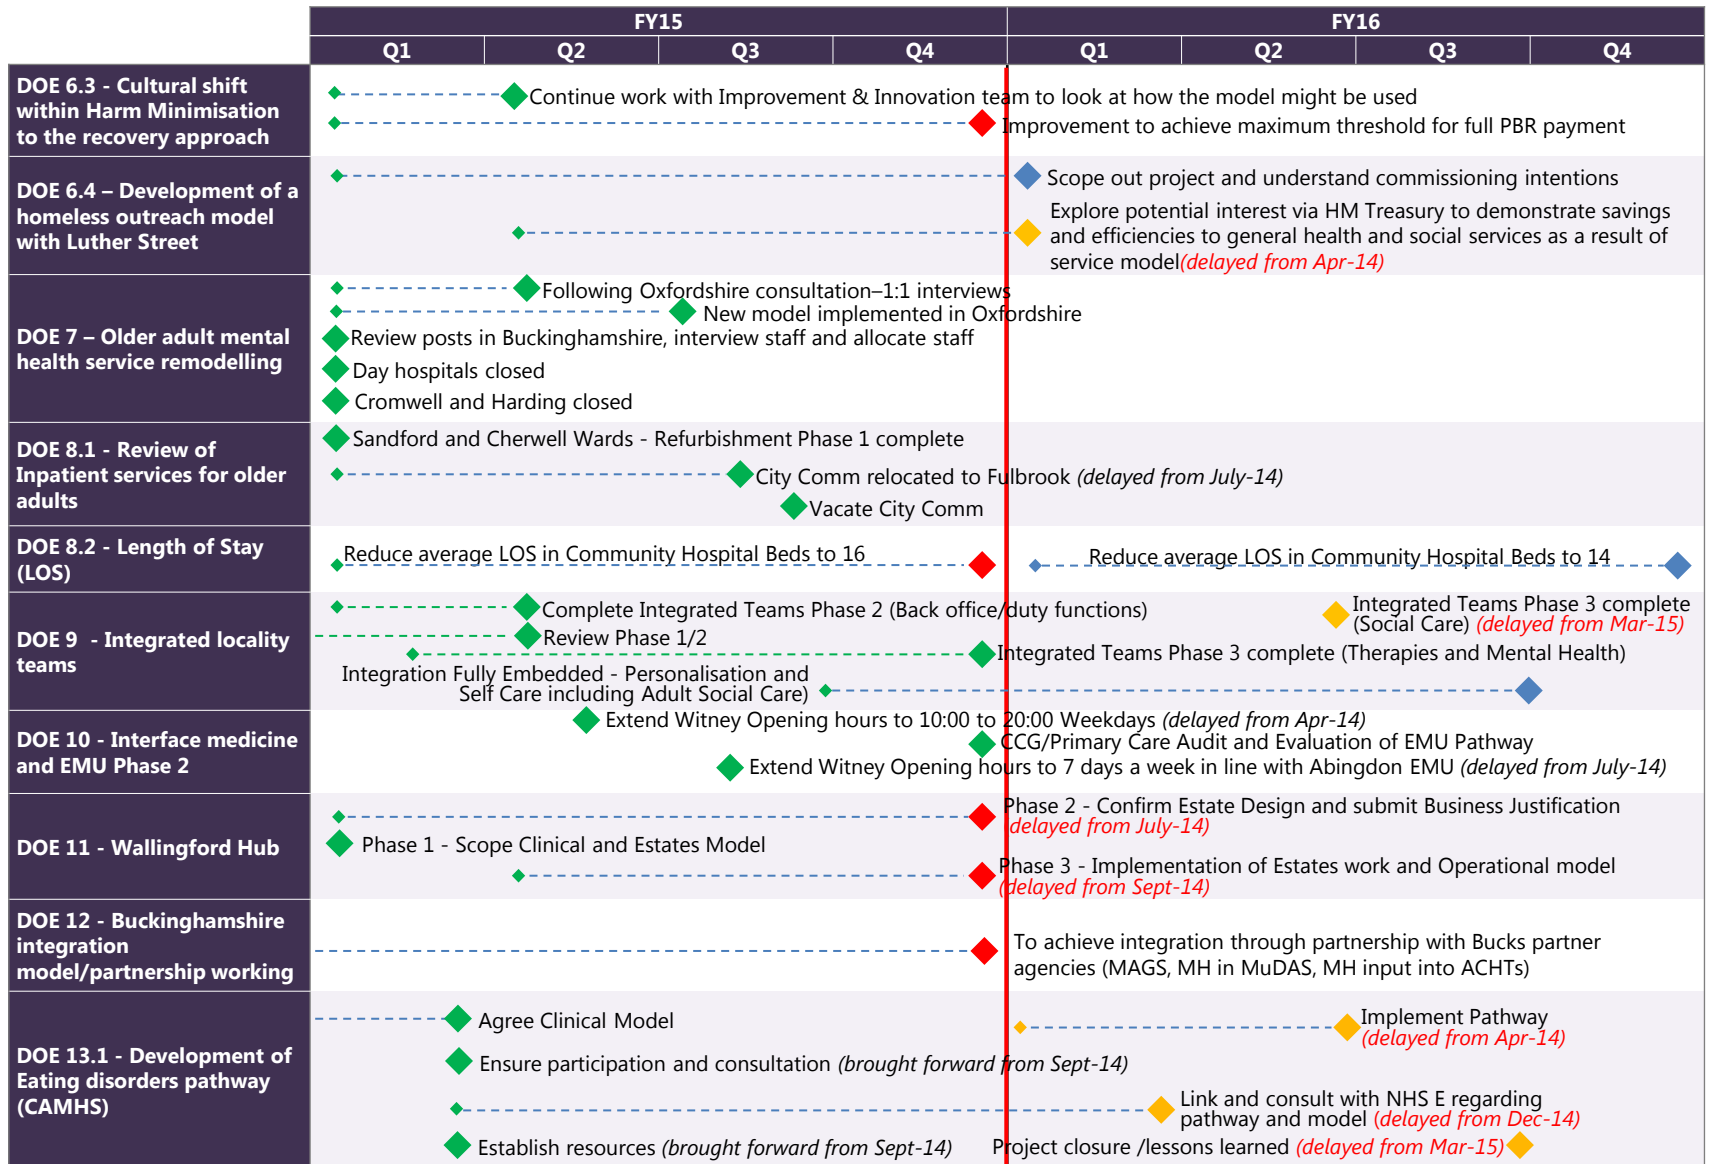 FY15
FY16
Q1
Q2
Q3
Q4
Q1
Q2
Q3
Q4
DOE 6.3 - Cultural shift
within Harm Minimisation
to the recovery approach
Continue work with Improvement & Innovation team to look at how the model might be used
Improvement to achieve maximum threshold for full PBR payment
DOE 6.4 – Development of a
homeless outreach model
with Luther Street
Scope out project and understand commissioning intentions
Explore potential interest via HM Treasury to demonstrate savings
and efficiencies to general health and social services as a result of
service model(delayed from Apr-14)
DOE 7 – Older adult mental
health service remodelling
Following Oxfordshire consultation–1:1 interviews
New model implemented in Oxfordshire
Review posts in Buckinghamshire, interview staff and allocate staff
Day hospitals closed
Cromwell and Harding closed
DOE 8.1 - Review of
Inpatient services for older
adults
Sandford and Cherwell Wards - Refurbishment Phase 1 complete
City Comm relocated to Fulbrook (delayed from July-14)
Vacate City Comm
DOE 8.2 - Length of Stay
(LOS)
Reduce average LOS in Community Hospital Beds to 16
Reduce average LOS in Community Hospital Beds to 14
DOE 9 - Integrated locality
teams
Complete Integrated Teams Phase 2 (Back office/duty functions)
Integrated Teams Phase 3 complete
(Social Care) (delayed from Mar-15)
Review Phase 1/2
Integrated Teams Phase 3 complete (Therapies and Mental Health)
Integration Fully Embedded - Personalisation and
Self Care including Adult Social Care)
DOE 10 - Interface medicine
and EMU Phase 2
Extend Witney Opening hours to 10:00 to 20:00 Weekdays (delayed from Apr-14)
CCG/Primary Care Audit and Evaluation of EMU Pathway
Extend Witney Opening hours to 7 days a week in line with Abingdon EMU (delayed from July-14)
DOE 11 - Wallingford Hub
Phase 2 - Confirm Estate Design and submit Business Justification
(delayed from July-14)
Phase 1 - Scope Clinical and Estates Model
Phase 3 - Implementation of Estates work and Operational model
(delayed from Sept-14)
DOE 12 - Buckinghamshire
integration
model/partnership working
To achieve integration through partnership with Bucks partner
agencies (MAGS, MH in MuDAS, MH input into ACHTs)
DOE 13.1 - Development of
Eating disorders pathway
(CAMHS)
Agree Clinical Model
Implement Pathway
(delayed from Apr-14)
Ensure participation and consultation (brought forward from Sept-14)
Link and consult with NHS E regarding
pathway and model (delayed from Dec-14)
Establish resources (brought forward from Sept-14)
Project closure /lessons learned (delayed from Mar-15)